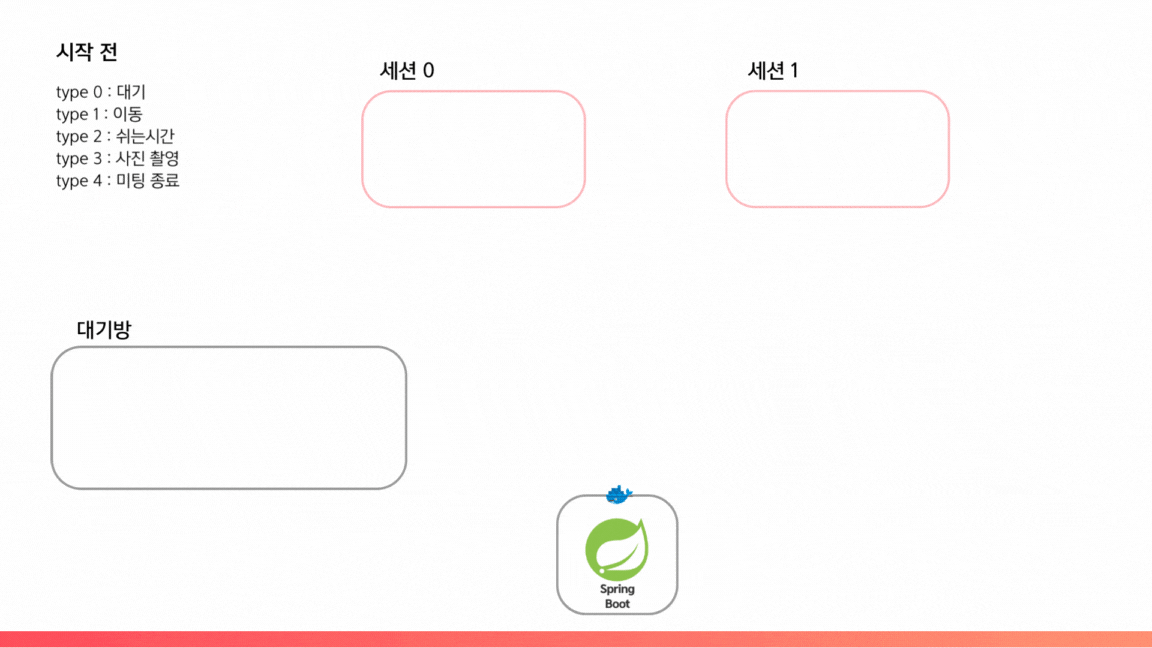 시작 전
type 0 : 대기
type 1 : 이동
type 2 : 쉬는시간
type 3 : 사진 촬영
type 4 : 미팅 종료
세션 0
세션 1
대기방
Spring
Boot